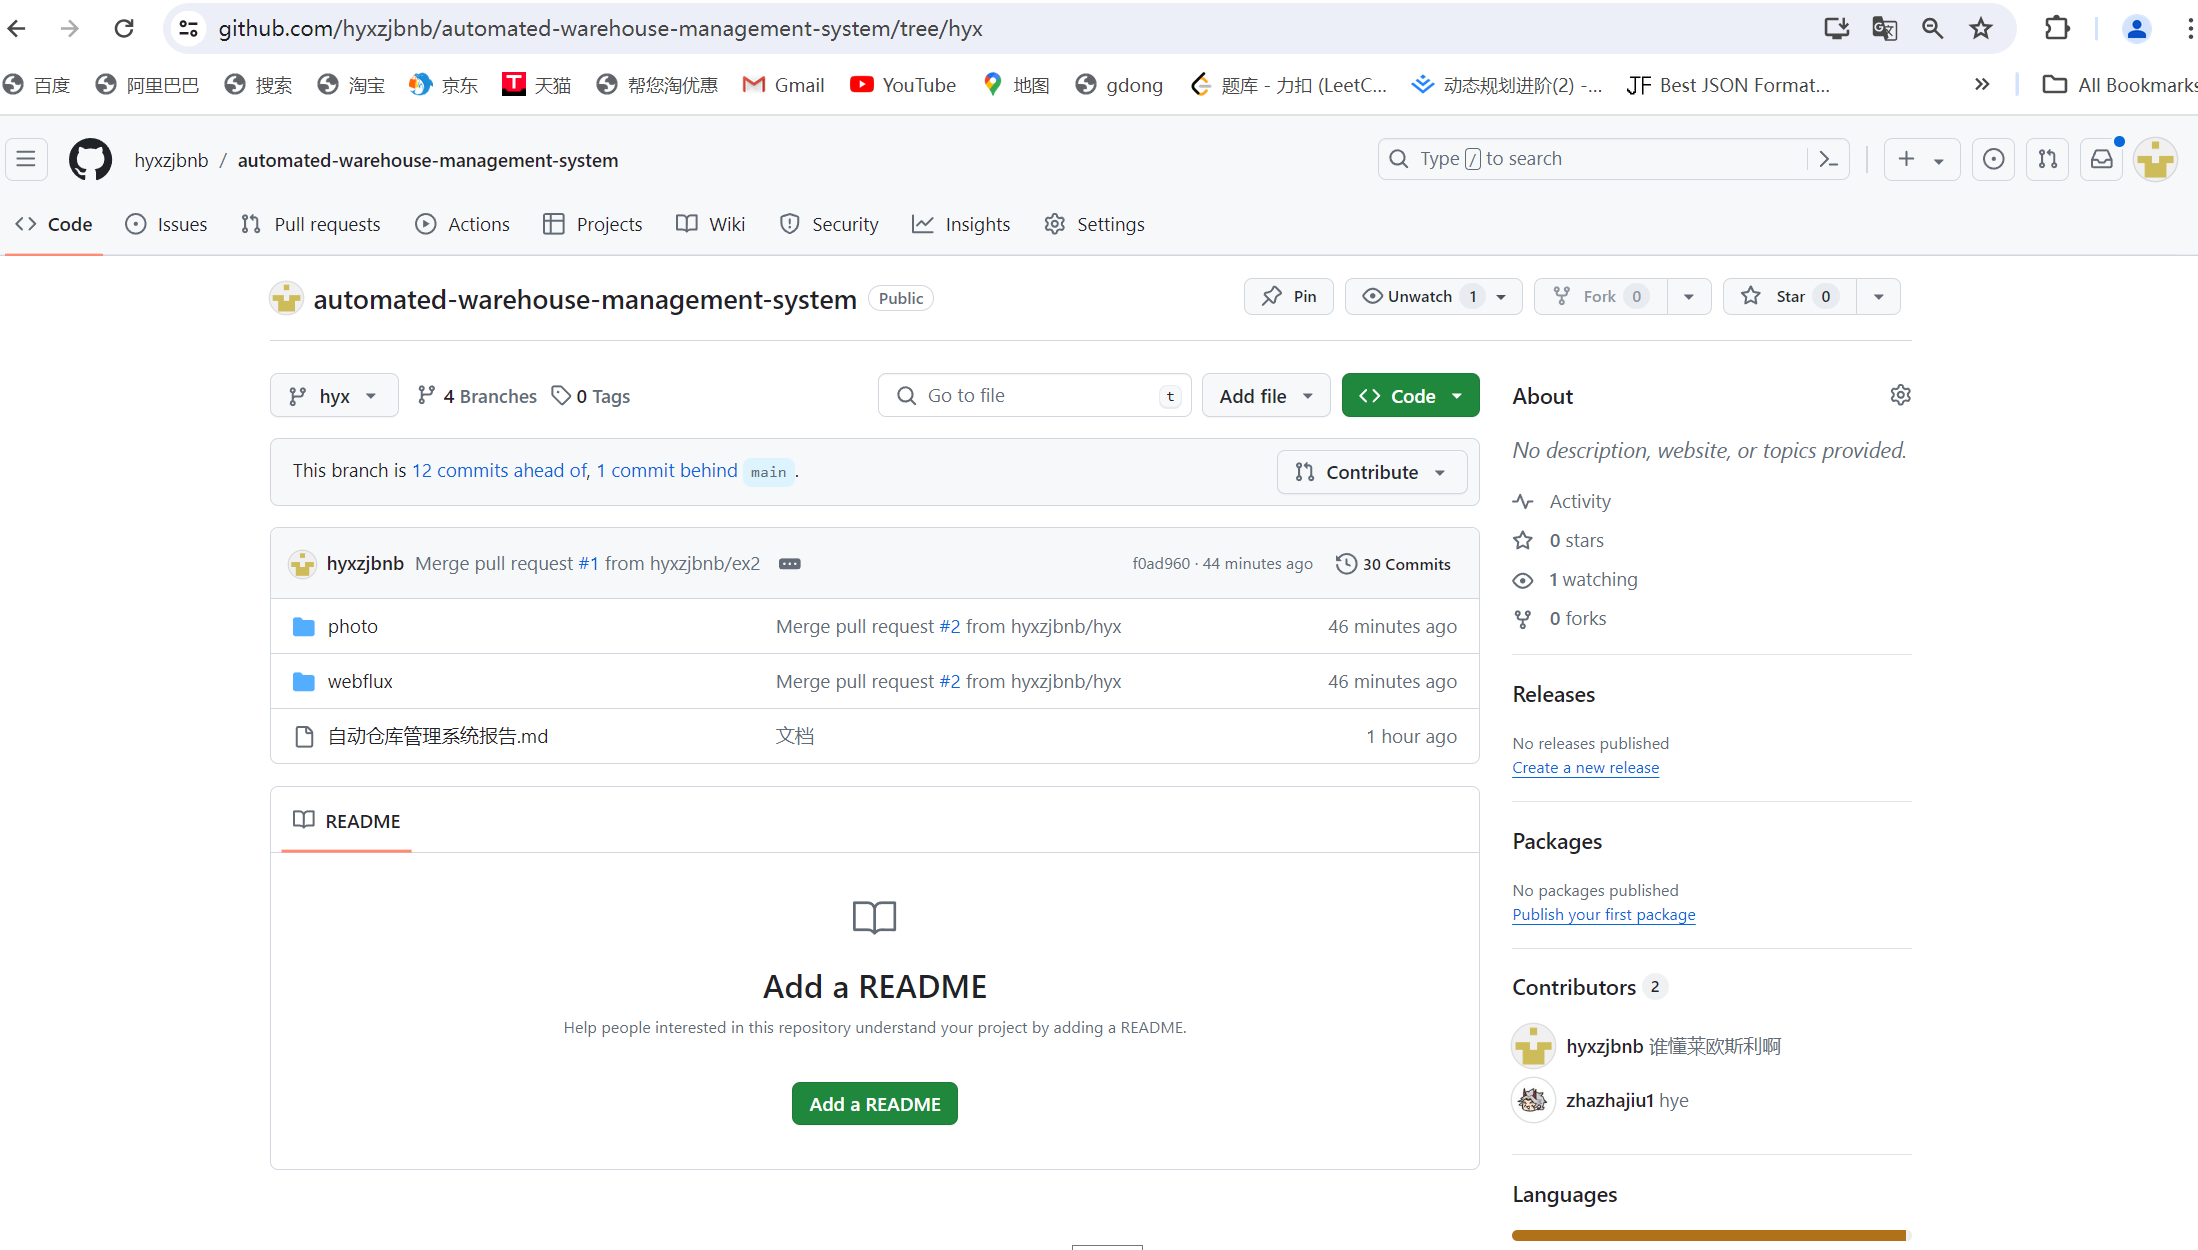 github.com/hyxzjbnb/automated-warehouse-management-system/tree/hyx
百度 阿里巴巴 搜索 淘宝 京东 天猫 帮您淘优惠 Gmail YouTube 地图 gdong 题库 - 力扣 (LeetC... 动态规划进阶(2) -... Best JSON Format... » All Bookmarks
hyxzjbnb / automated-warehouse-management-system Type / to search
Code Issues Pull requests Actions Projects Wiki Security Insights Settings
automated-warehouse-management-system Public Pin Unwatch 1 Fork 0 Star 0
hyx 4 Branches 0 Tags Go to file t Add file Code
This branch is 12 commits ahead of, 1 commit behind main . Contribute
hyxzjbnb Merge pull request #1 from hyxzjbnb/ex2 ... f0ad960 · 44 minutes ago 30 Commits
photo Merge pull request #2 from hyxzjbnb/hyx 46 minutes ago
webflux Merge pull request #2 from hyxzjbnb/hyx 46 minutes ago
自动仓库管理系统报告.md 文档 1 hour ago
README
Add a README
Help people interested in this repository understand your project by adding a README.
Add a README
About
No description, website, or topics provided.
Activity
0 stars
1 watching
0 forks
Releases
No releases published
Create a new release
Packages
No packages published
Publish your first package
Contributors 2
hyxzjbnb 谁懂莱欧斯利啊
zhazhajiu1 hye
Languages